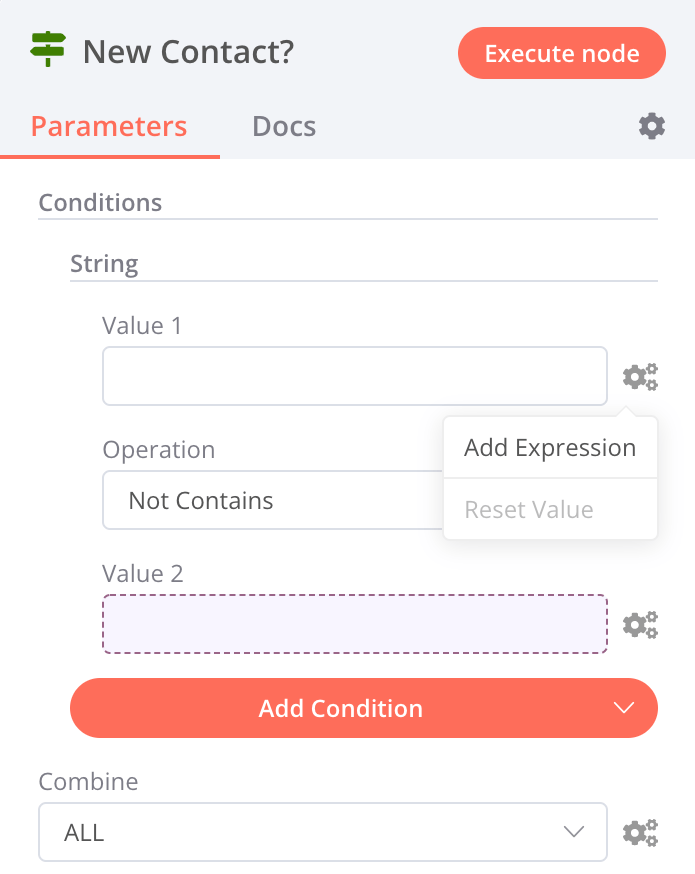 New Contact?
Execute node
Parameters
Docs
Conditions
String
Value 1
Add Expression
Operation
Not Contains
Reset Value
Value 2
Add Condition
Combine
ALL